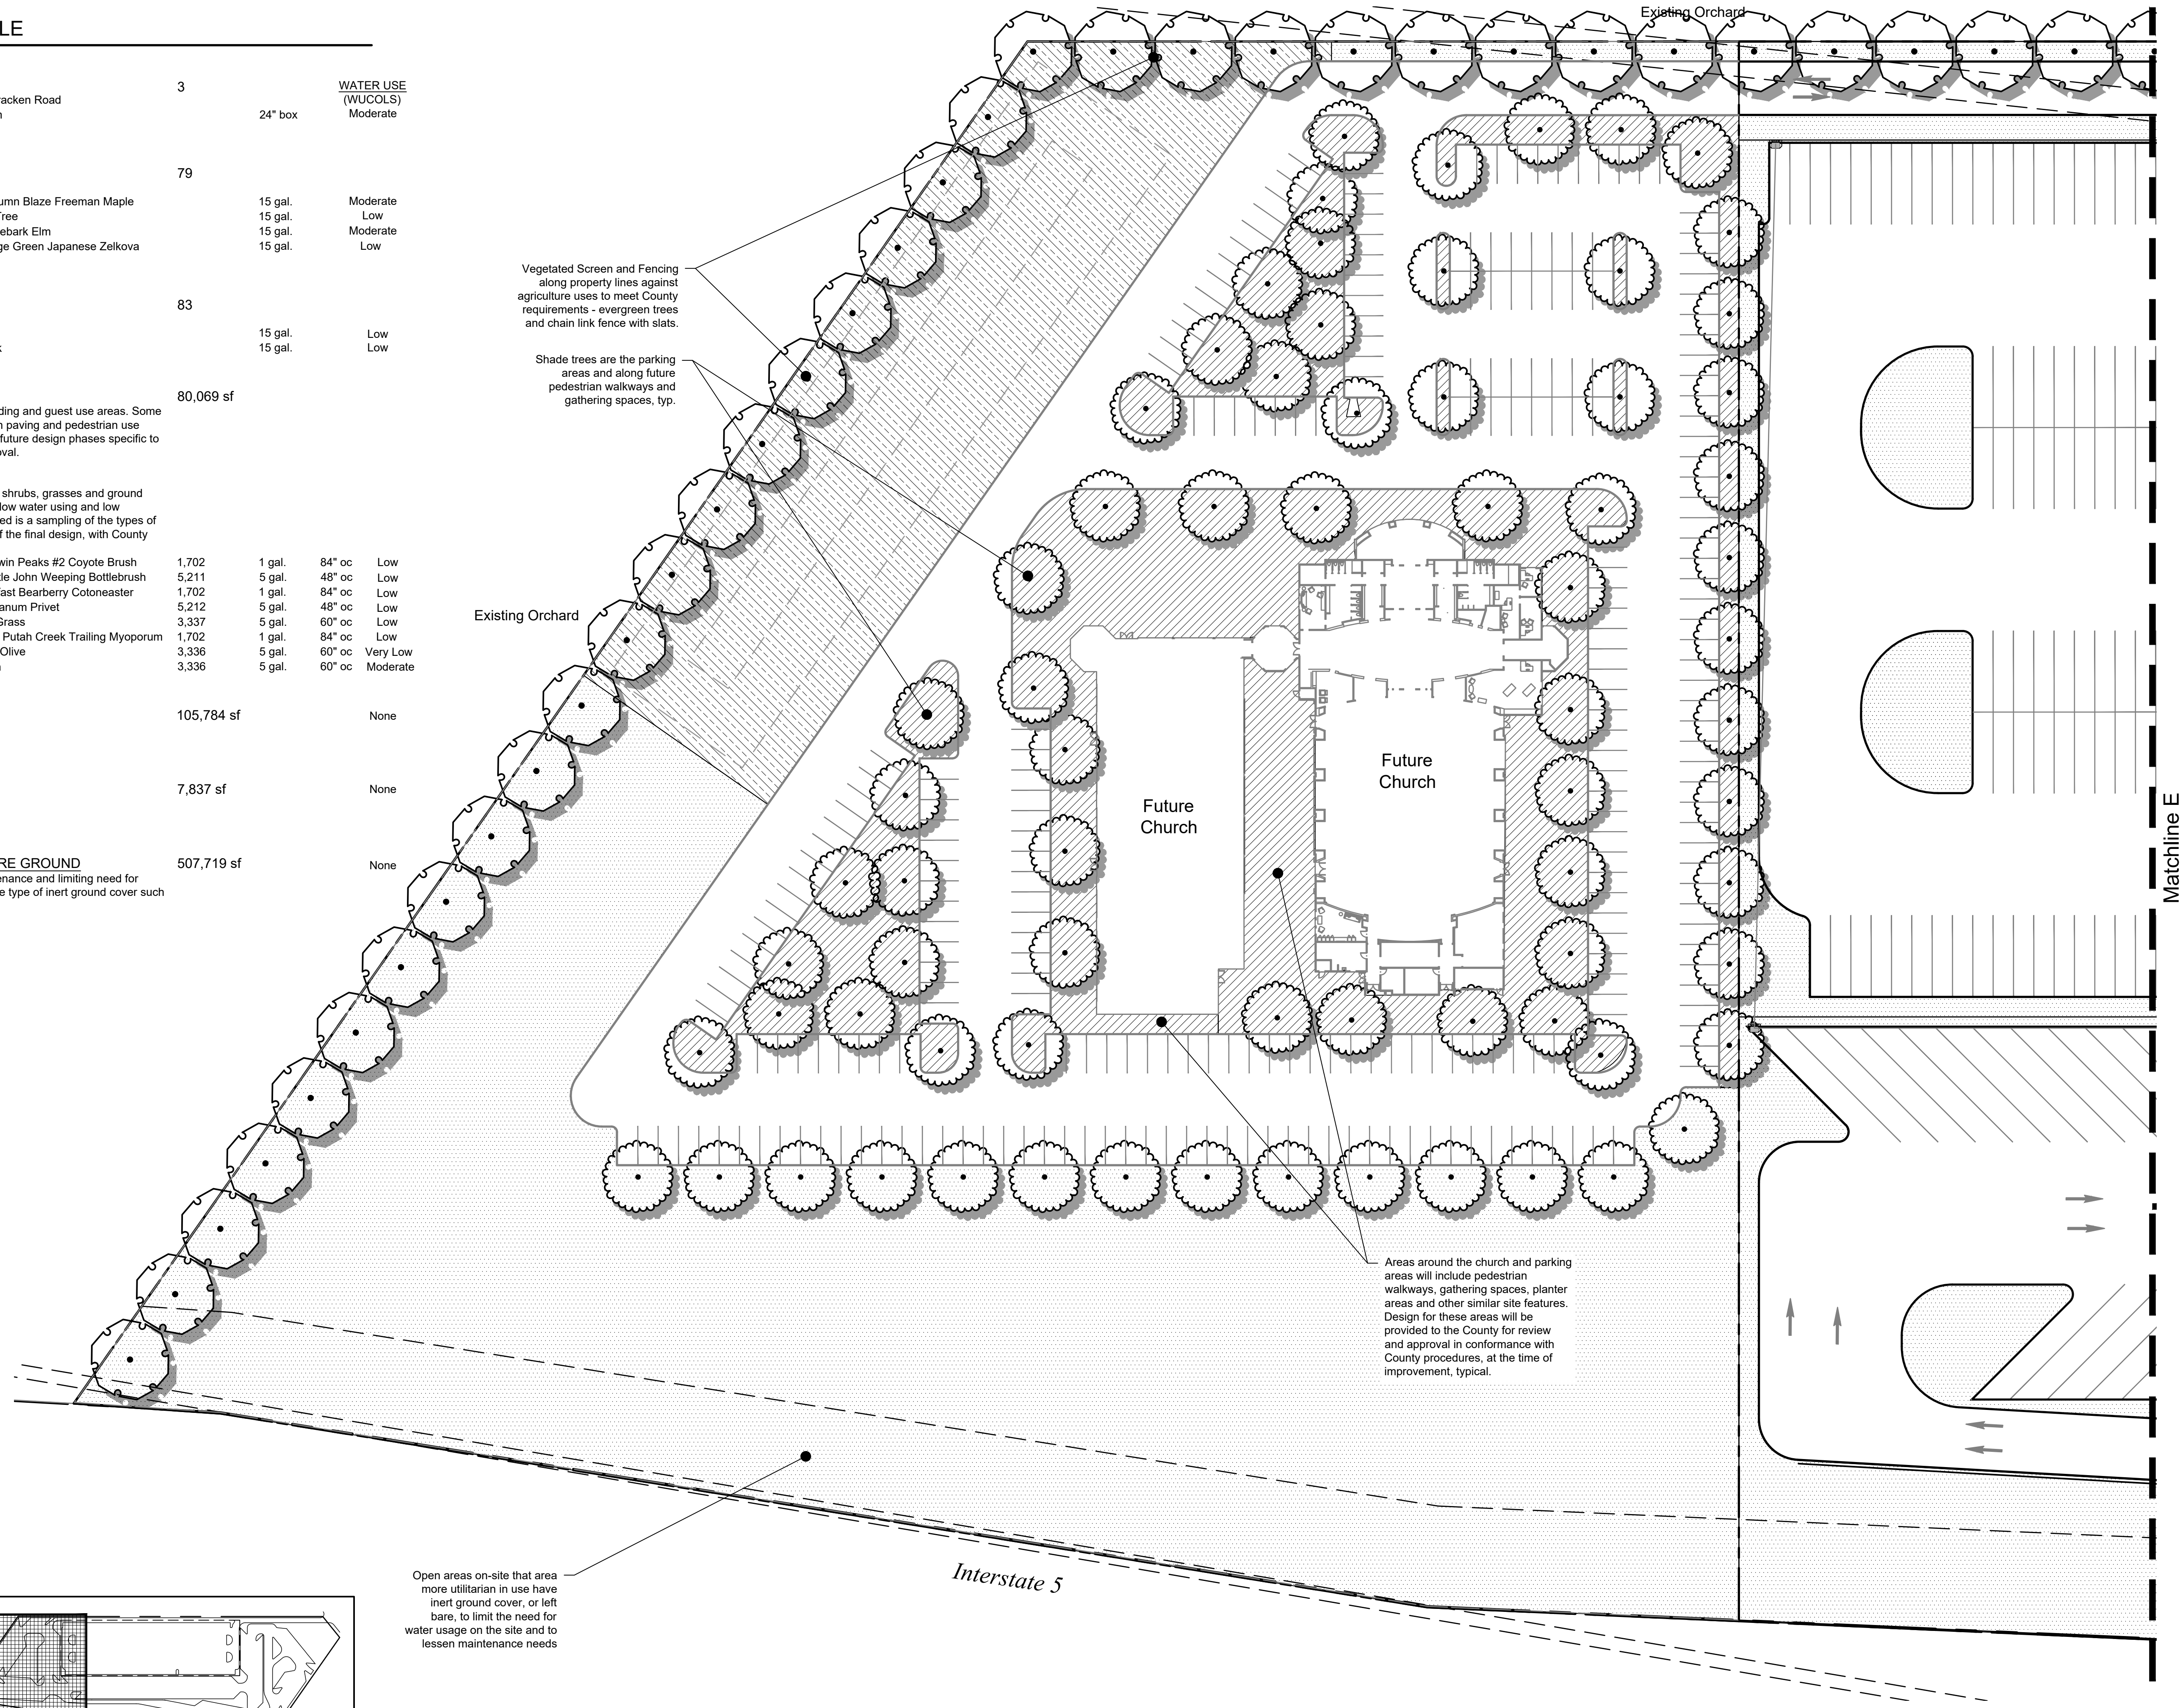 LE
3
WATER USE
(WUCOLS)
racken Road
24" box Moderate
79
umn Blaze Freeman Maple 15 gal. Moderate
Tree 15 gal. Low
ebark Elm 15 gal. Moderate
ge Green Japanese Zelkova 15 gal. Low
83
15 gal. Low
15 gal. Low
80,069 sf
ding and guest use areas. Some
n paving and pedestrian use
future design phases specific to
oval.
shrubs, grasses and ground
low water using and low
ed is a sampling of the types of
f the final design, with County
win Peaks #2 Coyote Brush 1,702 1 gal. 84" oc Low
tle John Weeping Bottlebrush 5,211 5 gal. 48" oc Low
fast Bearberry Cotoneaster 1,702 1 gal. 84" oc Low
anum Privet 5,212 5 gal. 48" oc Low
Grass 3,337 5 gal. 60" oc Low
Putah Creek Trailing Myoporum 1,702 1 gal. 84" oc Low
Olive 3,336 5 gal. 60" oc Very Low
3,336 5 gal. 60" oc Moderate
105,784 sf None
7,837 sf None
RE GROUND 507,719 sf None
enance and limiting need for
e type of inert ground cover such
Existing Orchard
Vegetated Screen and Fencing
along property lines against
agriculture uses to meet County
requirements - evergreen trees
and chain link fence with slats.
Shade trees are the parking
areas and along future
pedestrian walkways and
gathering spaces, typ.
Existing Orchard
Future
Church
Future
Church
Matchline E
Areas around the church and parking
areas will include pedestrian
walkways, gathering spaces, planter
areas and other similar site features.
Design for these areas will be
provided to the County for review
and approval in conformance with
County procedures, at the time of
improvement, typical.
Open areas on-site that area
more utilitarian in use have
inert ground cover, or left
bare, to limit the need for
water usage on the site and to
lessen maintenance needs
Interstate 5